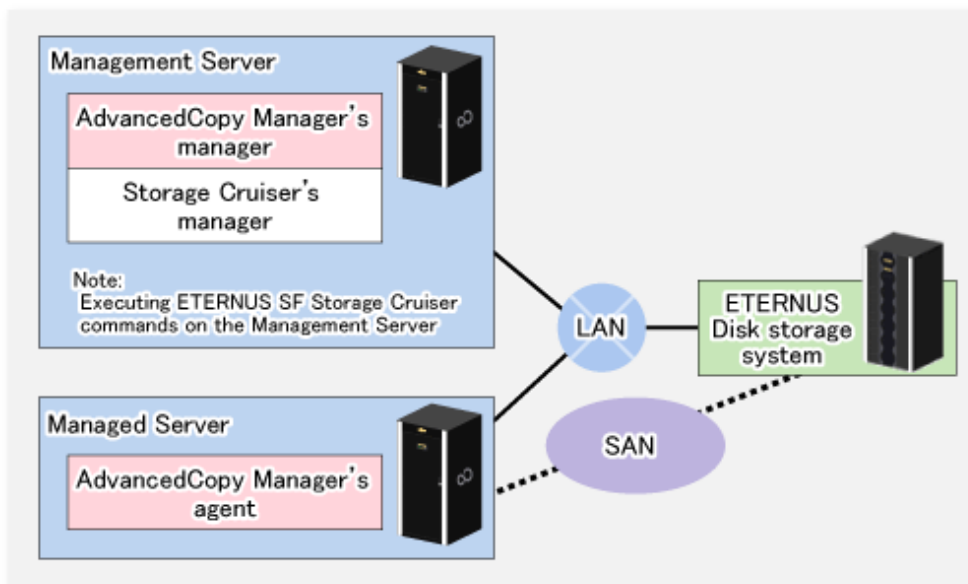 Management Server
AdvancedCopy Manager's
manager
Storage Cruiser's
manager
Note:
Executing ETERNUS SF Storage Cruiser
commands on the Management Server
LAN
ETERNUS
Disk storage
system
Managed Server
AdvancedCopy Manager's
agent
SAN